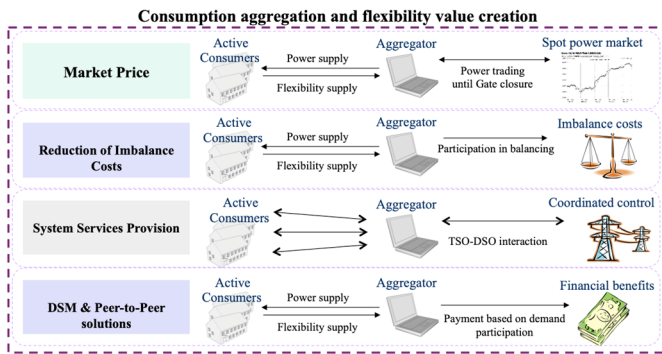 Consumption aggregation and flexibility value creation
Market Price
Active
Consumers
Power supply
Flexibility supply
Aggregator
Power trading
until Gate closure
Spot power market
Reduction of Imbalance
Costs
Active
Consumers
Power supply
Flexibility supply
Aggregator
Participation in balancing
Imbalance costs
System Services Provision
Active
Consumers
Aggregator
TSO-DSO interaction
Coordinated control
DSM & Peer-to-Peer
solutions
Active
Consumers
Power supply
Flexibility supply
Aggregator
Payment based on demand
participation
Financial benefits